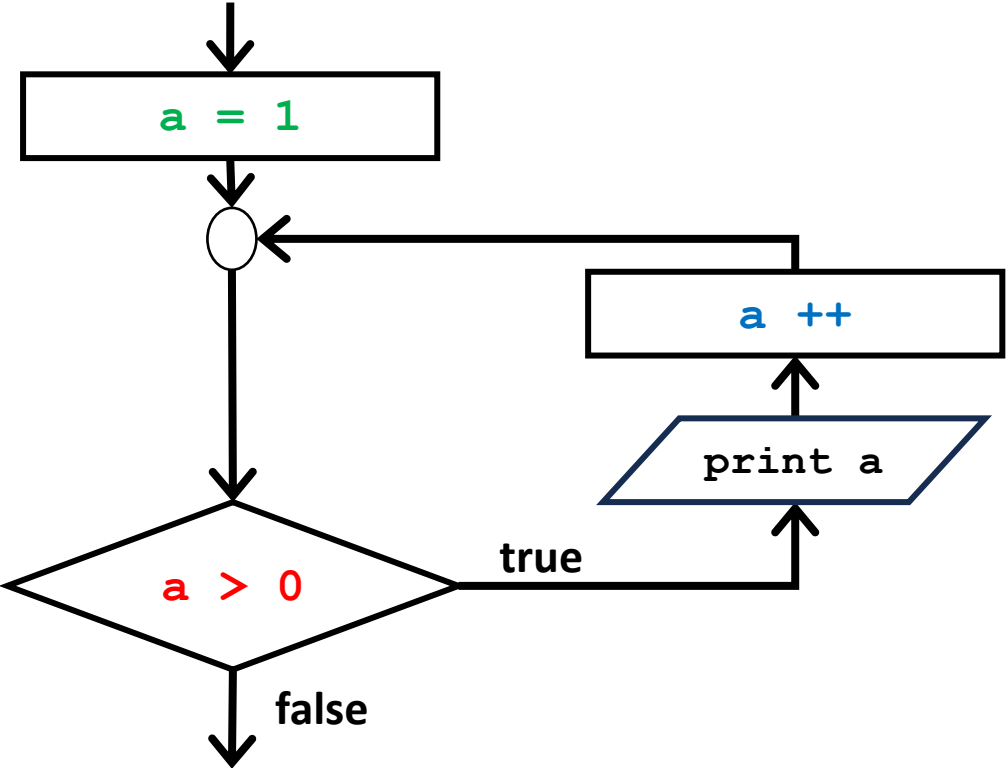 a = 1
a ++
print a
true
a > 0
false